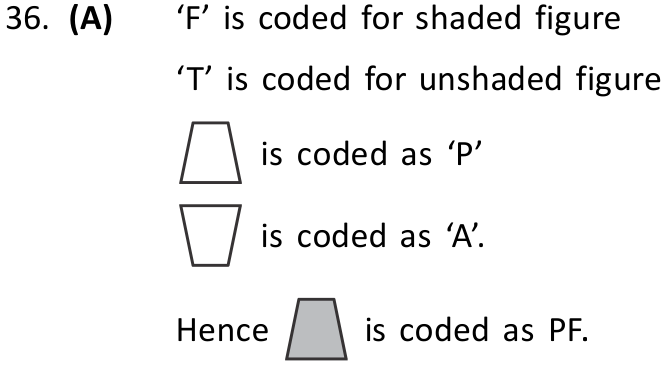 36. (A) ‘F’ is coded for shaded figure
‘T’ is coded for unshaded figure
is coded as ‘P’
is coded as ‘A’.
Hence is coded as PF.